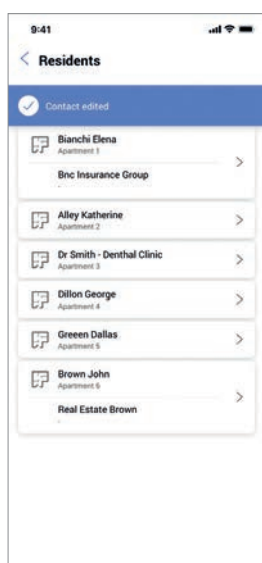 9:41
Residents
Contact edited
Bianchi Elena
Apartment 1
Bnc Insurance Group
-
Alley Katherine
Apartment 2
Dr Smith - Denthal Clinic
Apartment 3
Dillon George
Apartment 4
Greeen Dallas
Apartment 5
Brown John
Apartment 6
Real Estate Brown
-